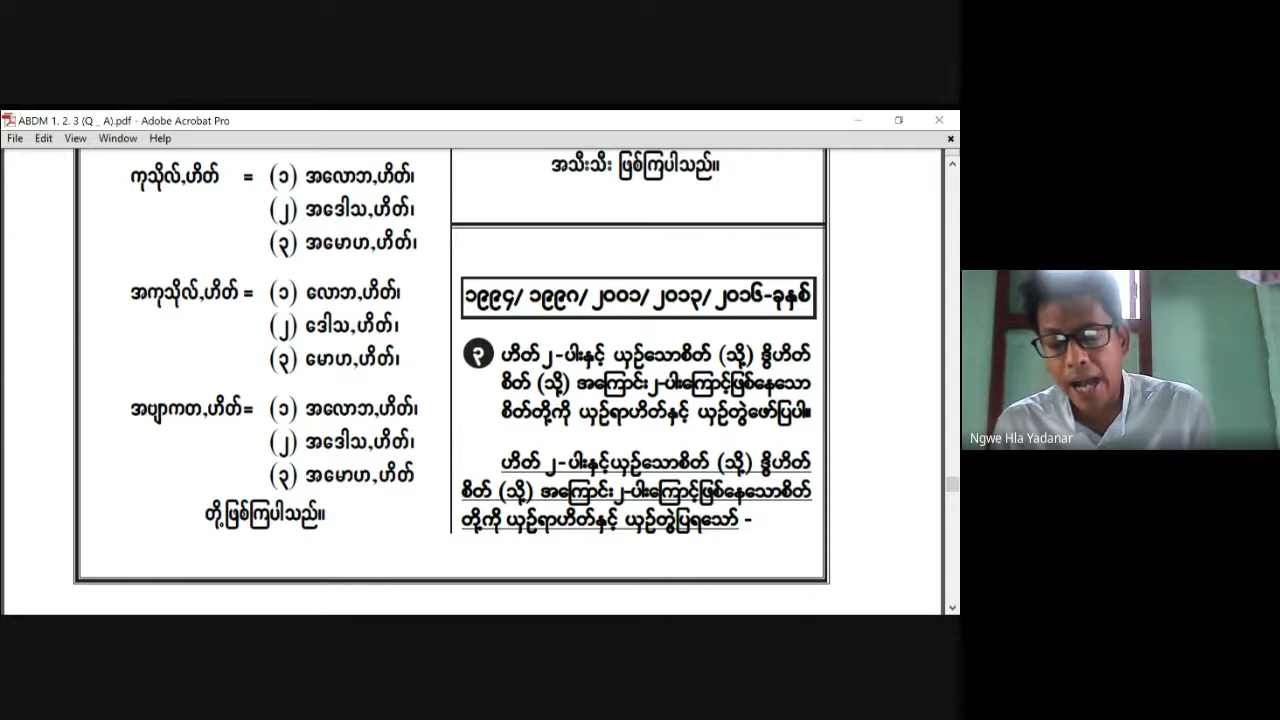 ABDM 1. 2. 3 (Q _ A).pdf - Adobe Acrobat Pro
File Edit View Window Help
ကုသိုလ်,ဟိတ် = (၁) အလောဘ,ဟိတ်၊
(၂) အဒေါသ,ဟိတ်၊
(၃) အမောဟ,ဟိတ်၊
အကုသိုလ်,ဟိတ် = (၁) လောဘ,ဟိတ်၊
(၂) ဒေါသ,ဟိတ်၊
(၃) မောဟ,ဟိတ်၊
အဗျာကတ,ဟိတ်= (၁) အလောဘ,ဟိတ်၊
(၂) အဒေါသ,ဟိတ်၊
(၃) အမောဟ,ဟိတ်
တို့ဖြစ်ကြပါသည်။
အသီးသီး ဖြစ်ကြပါသည်။
၁၉၉၄/ ၁၉၉၈/ ၂၀၀၁/ ၂၀၁၃/ ၂၀၁၆-ခုနှစ်
၃ ဟိတ်၂-ပါးနှင့် ယှဉ်သောစိတ် (သို့) ဒွိဟိတ်
စိတ် (သို့) အကြောင်း၂-ပါးကြောင့်ဖြစ်နေသော
စိတ်တို့ကို ယှဉ်ရာဟိတ်နှင့် ယှဉ်တွဲဖော်ပြပါ။
ဟိတ် ၂-ပါးနှင့်ယှဉ်သောစိတ် (သို့) ဒွိဟိတ်
စိတ် (သို့) အကြောင်း၂-ပါးကြောင့်ဖြစ်နေသောစိတ်
တို့ကို ယှဉ်ရာဟိတ်နှင့် ယှဉ်တွဲပြရသော် -
Ngwe Hla Yadanar